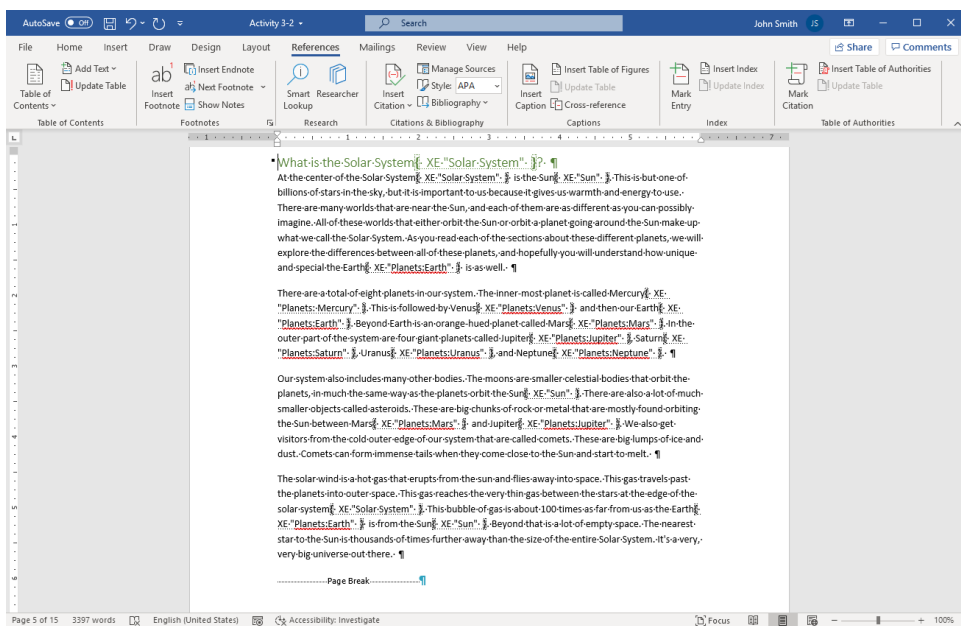 AutoSave Off Activity 3-2 Search John Smith JS
File Home Insert Draw Design Layout References Mailings Review View Help Share Comments
Table of Contents
Add Text
Update Table
Table of Contents
ab1
Insert Footnote
Insert Endnote
Next Footnote
Show Notes
Footnotes
Smart Lookup
Researcher
Research
Insert Citation
Manage Sources
Style: APA
Bibliography
Citations & Bibliography
Insert Caption
Insert Table of Figures
Update Table
Cross-reference
Captions
Mark Entry
Insert Index
Update Index
Index
Mark Citation
Insert Table of Authorities
Update Table
Table of Authorities
1 1 2 3 4 5 7
What·is·the·Solar·System{· XE·"Solar·System"· }?· ¶
At·the·center·of·the·Solar·System{· XE·"Solar·System"· }· is·the·Sun{· XE·"Sun"· }.·This·is·but·one·of·
billions·of·stars·in·the·sky,·but·it·is·important·to·us·because·it·gives·us·warmth·and·energy·to·use.·
There·are·many·worlds·that·are·near·the·Sun,·and·each·of·them·are·as·different·as·you·can·possibly·
imagine.·All·of·these·worlds·that·either·orbit·the·Sun·or·orbit·a·planet·going·around·the·Sun·make·up·
what·we·call·the·Solar·System.·As·you·read·each·of·the·sections·about·these·different·planets,·we·will·
explore·the·differences·between·all·of·these·planets,·and·hopefully·you·will·understand·how·unique·
and·special·the·Earth{· XE·"Planets:Earth"· }· is·as·well.· ¶
There·are·a·total·of·eight·planets·in·our·system.·The·inner-most·planet·is·called·Mercury{· XE·
"Planets:·Mercury"· }.·This·is·followed·by·Venus{· XE·"Planets:Venus"· }· and·then·our·Earth{· XE·
"Planets:Earth"· }.·Beyond·Earth·is·an·orange-hued·planet·called·Mars{· XE·"Planets:Mars"· }.·In·the·
outer·part·of·the·system·are·four·giant·planets·called·Jupiter{· XE·"Planets:Jupiter"· },·Saturn{· XE·
"Planets:Saturn"· },·Uranus{· XE·"Planets:Uranus"· },·and·Neptune{· XE·"Planets:Neptune"· }.· ¶
Our·system·also·includes·many·other·bodies.·The·moons·are·smaller·celestial·bodies·that·orbit·the·
planets,·in·much·the·same·way·as·the·planets·orbit·the·Sun{· XE·"Sun"· }.·There·are·also·a·lot·of·much·
smaller·objects·called·asteroids.·These·are·big·chunks·of·rock·or·metal·that·are·mostly·found·orbiting·
the·Sun·between·Mars{· XE·"Planets:Mars"· }· and·Jupiter{· XE·"Planets:Jupiter"· }.·We·also·get·
visitors·from·the·cold·outer·edge·of·our·system·that·are·called·comets.·These·are·big·lumps·of·ice·and·
dust.·Comets·can·form·immense·tails·when·they·come·close·to·the·Sun·and·start·to·melt.· ¶
The·solar·wind·is·a·hot·gas·that·erupts·from·the·sun·and·flies·away·into·space.·This·gas·travels·past·
the·planets·into·outer·space.·This·gas·reaches·the·very·thin·gas·between·the·stars·at·the·edge·of·the·
solar·system{· XE·"Solar·System"· }.·This·bubble·of·gas·is·about·100·times·as·far·from·us·as·the·Earth{·
XE·"Planets:Earth"· }· is·from·the·Sun{· XE·"Sun"· }.·Beyond·that·is·a·lot·of·empty·space.·The·nearest·
star·to·the·Sun·is·thousands·of·times·further·away·than·the·size·of·the·entire·Solar·System.·It's·a·very,·
very·big·universe·out·there.· ¶
Page Break ¶
Page 5 of 15 3397 words English (United States) Accessibility: Investigate Focus 100%